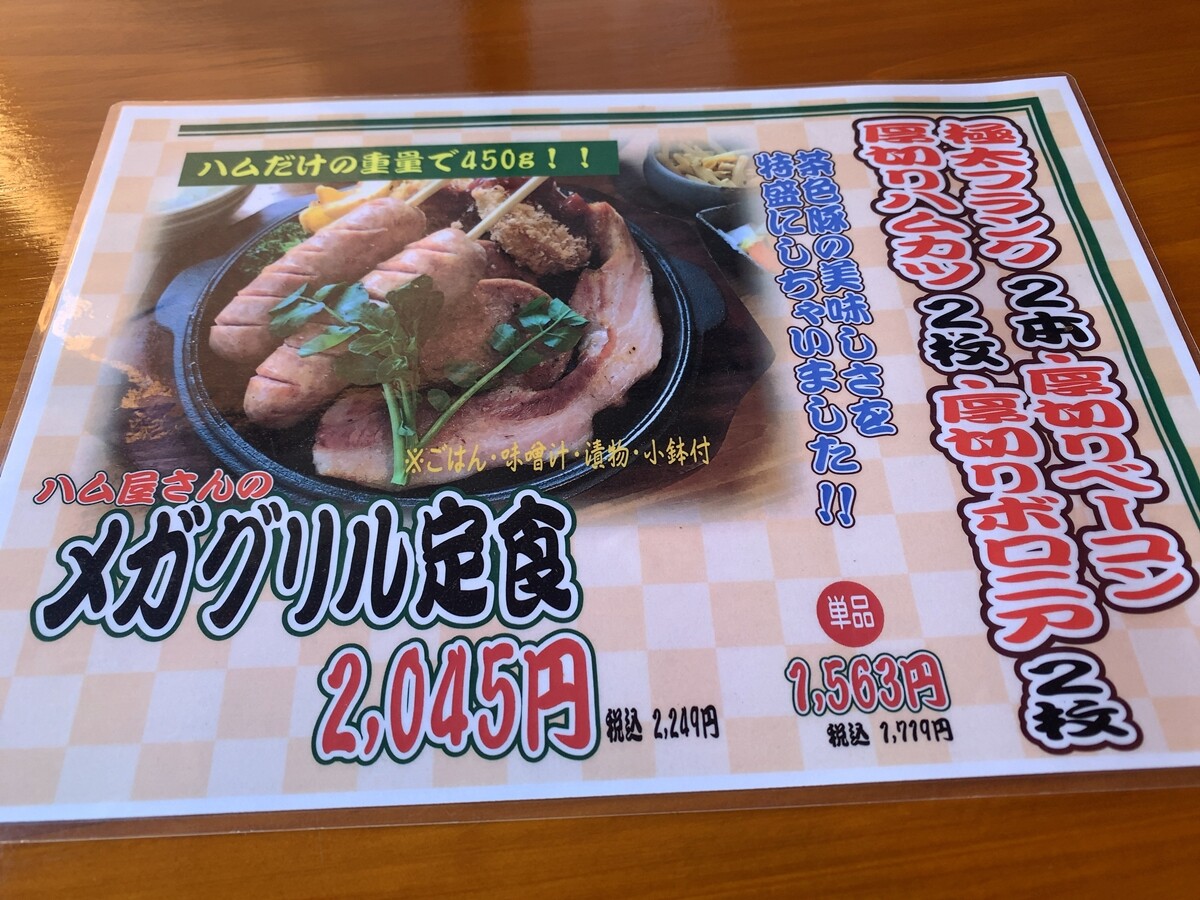 ハムだけの重量で450g！！
極太フランク2本 厚切りベーコン
厚切りハムカツ2枚 厚切りボロニア2枚
茶色豚の美味しさを
特盛にしちゃいました!!
※ごはん・味噌汁・漬物・小鉢付
ハム屋さんの
メガグリル定食
2,045円
税込 2,249円
単品
1,563円
税込 1,719円